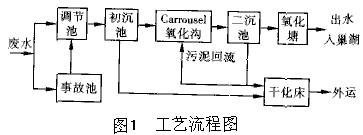 废水
调节池
事故池
初沉池
Carrousel氧化沟
二沉池
氧化塘
出水
入巢湖
污泥回流
干化床
外运
图1 工艺流程图